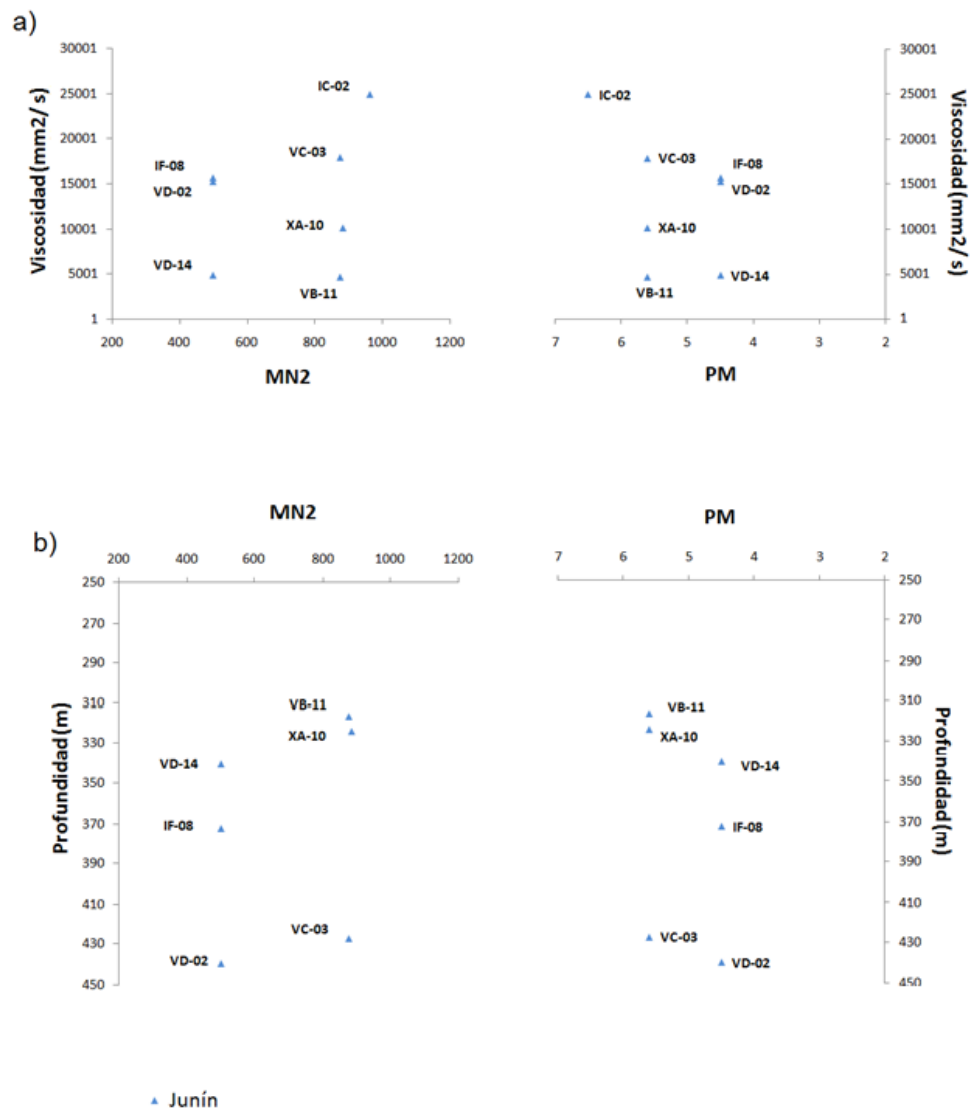 a)
Viscosidad (mm2/ s)
30001
25001
20001
15001
10001
5001
1
200 400 600 800 1000 1200
MN2
IC-02
VC-03
IF-08
VD-02
XA-10
VD-14
VB-11
30001
25001
20001
15001
10001
5001
1
Viscosidad (mm2/ s)
7 6 5 4 3 2
PM
IC-02
VC-03
IF-08
VD-02
XA-10
VD-14
VB-11
b)
MN2
200 400 600 800 1000 1200
Profundidad (m)
250
270
290
310
330
350
370
390
410
430
450
VB-11
XA-10
VD-14
IF-08
VC-03
VD-02
PM
7 6 5 4 3 2
250
270
290
310
330
350
370
390
410
430
450
Profundidad (m)
VB-11
XA-10
VD-14
IF-08
VC-03
VD-02
Junín